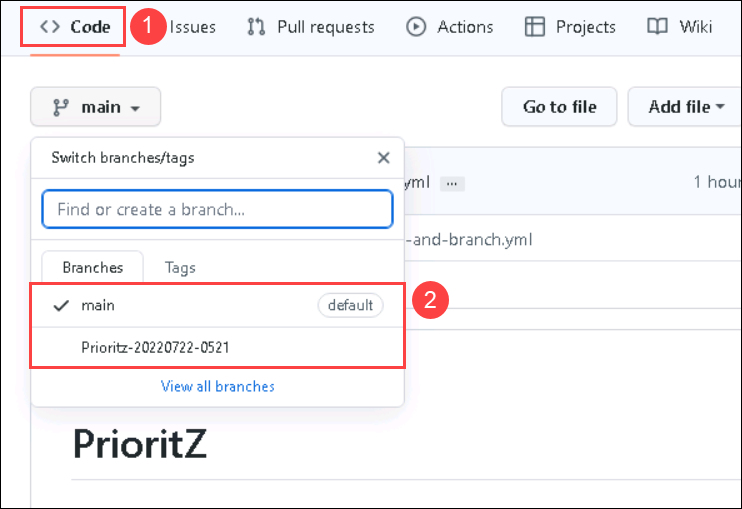 Code 1 Issues Pull requests Actions Projects Wiki
main Go to file Add file
Switch branches/tags
yml ... 1 hour
Find or create a branch...
-and-branch.yml
Branches Tags
main default 2
Prioritz-20220722-0521
View all branches
PrioritZ